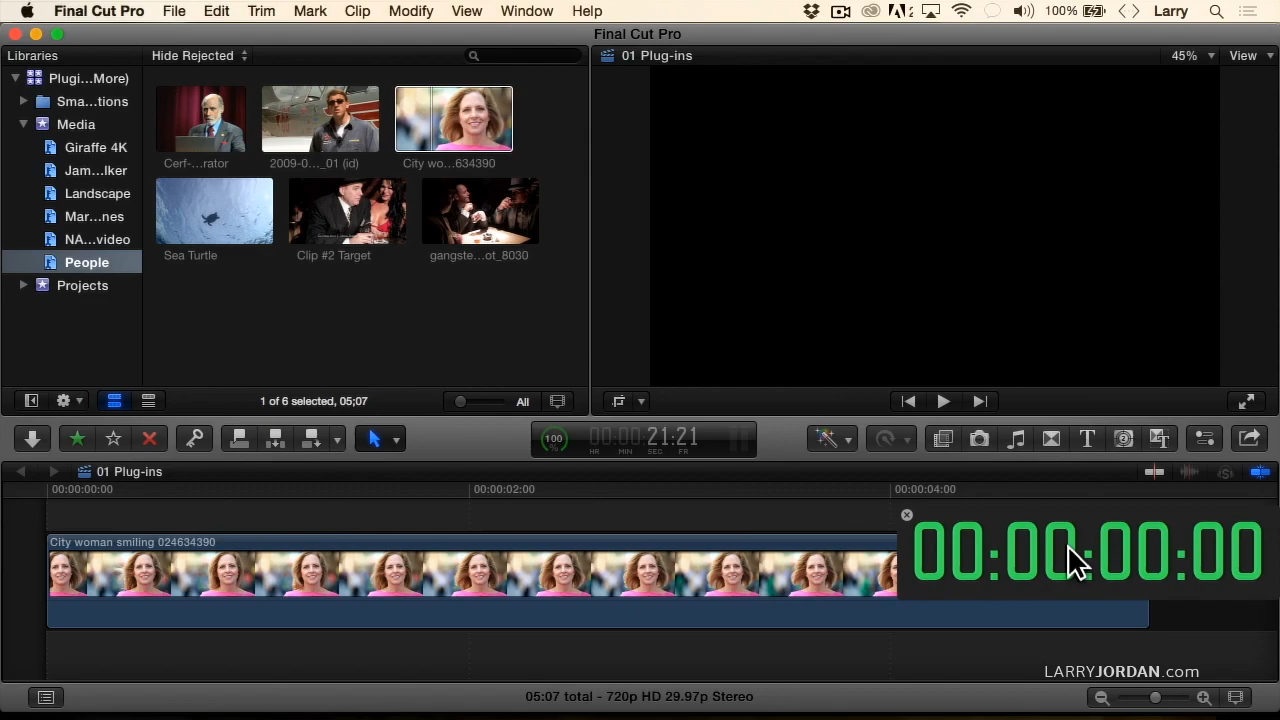 Final Cut Pro File Edit Trim Mark Clip Modify View Window Help 2 100% Larry
Final Cut Pro
Libraries Hide Rejected 01 Plug-ins 45% View
Plugi…More)
Sma…tions
Media
Giraffe 4K
Jam…lker
Landscape
Mar…nes
NA…video
People
Projects
Cerf-…rator 2009-0…_01 (id) City wo…634390
Sea Turtle Clip #2 Target gangste…ot_8030
1 of 6 selected, 05;07 All
100 % 00:00:21:21
HR MIN SEC FR
01 Plug-ins
00:00:00:00 00:00:02:00 00:00:04:00
City woman smiling 024634390
00:00:00:00
LARRYJORDAN.com
05:07 total - 720p HD 29.97p Stereo